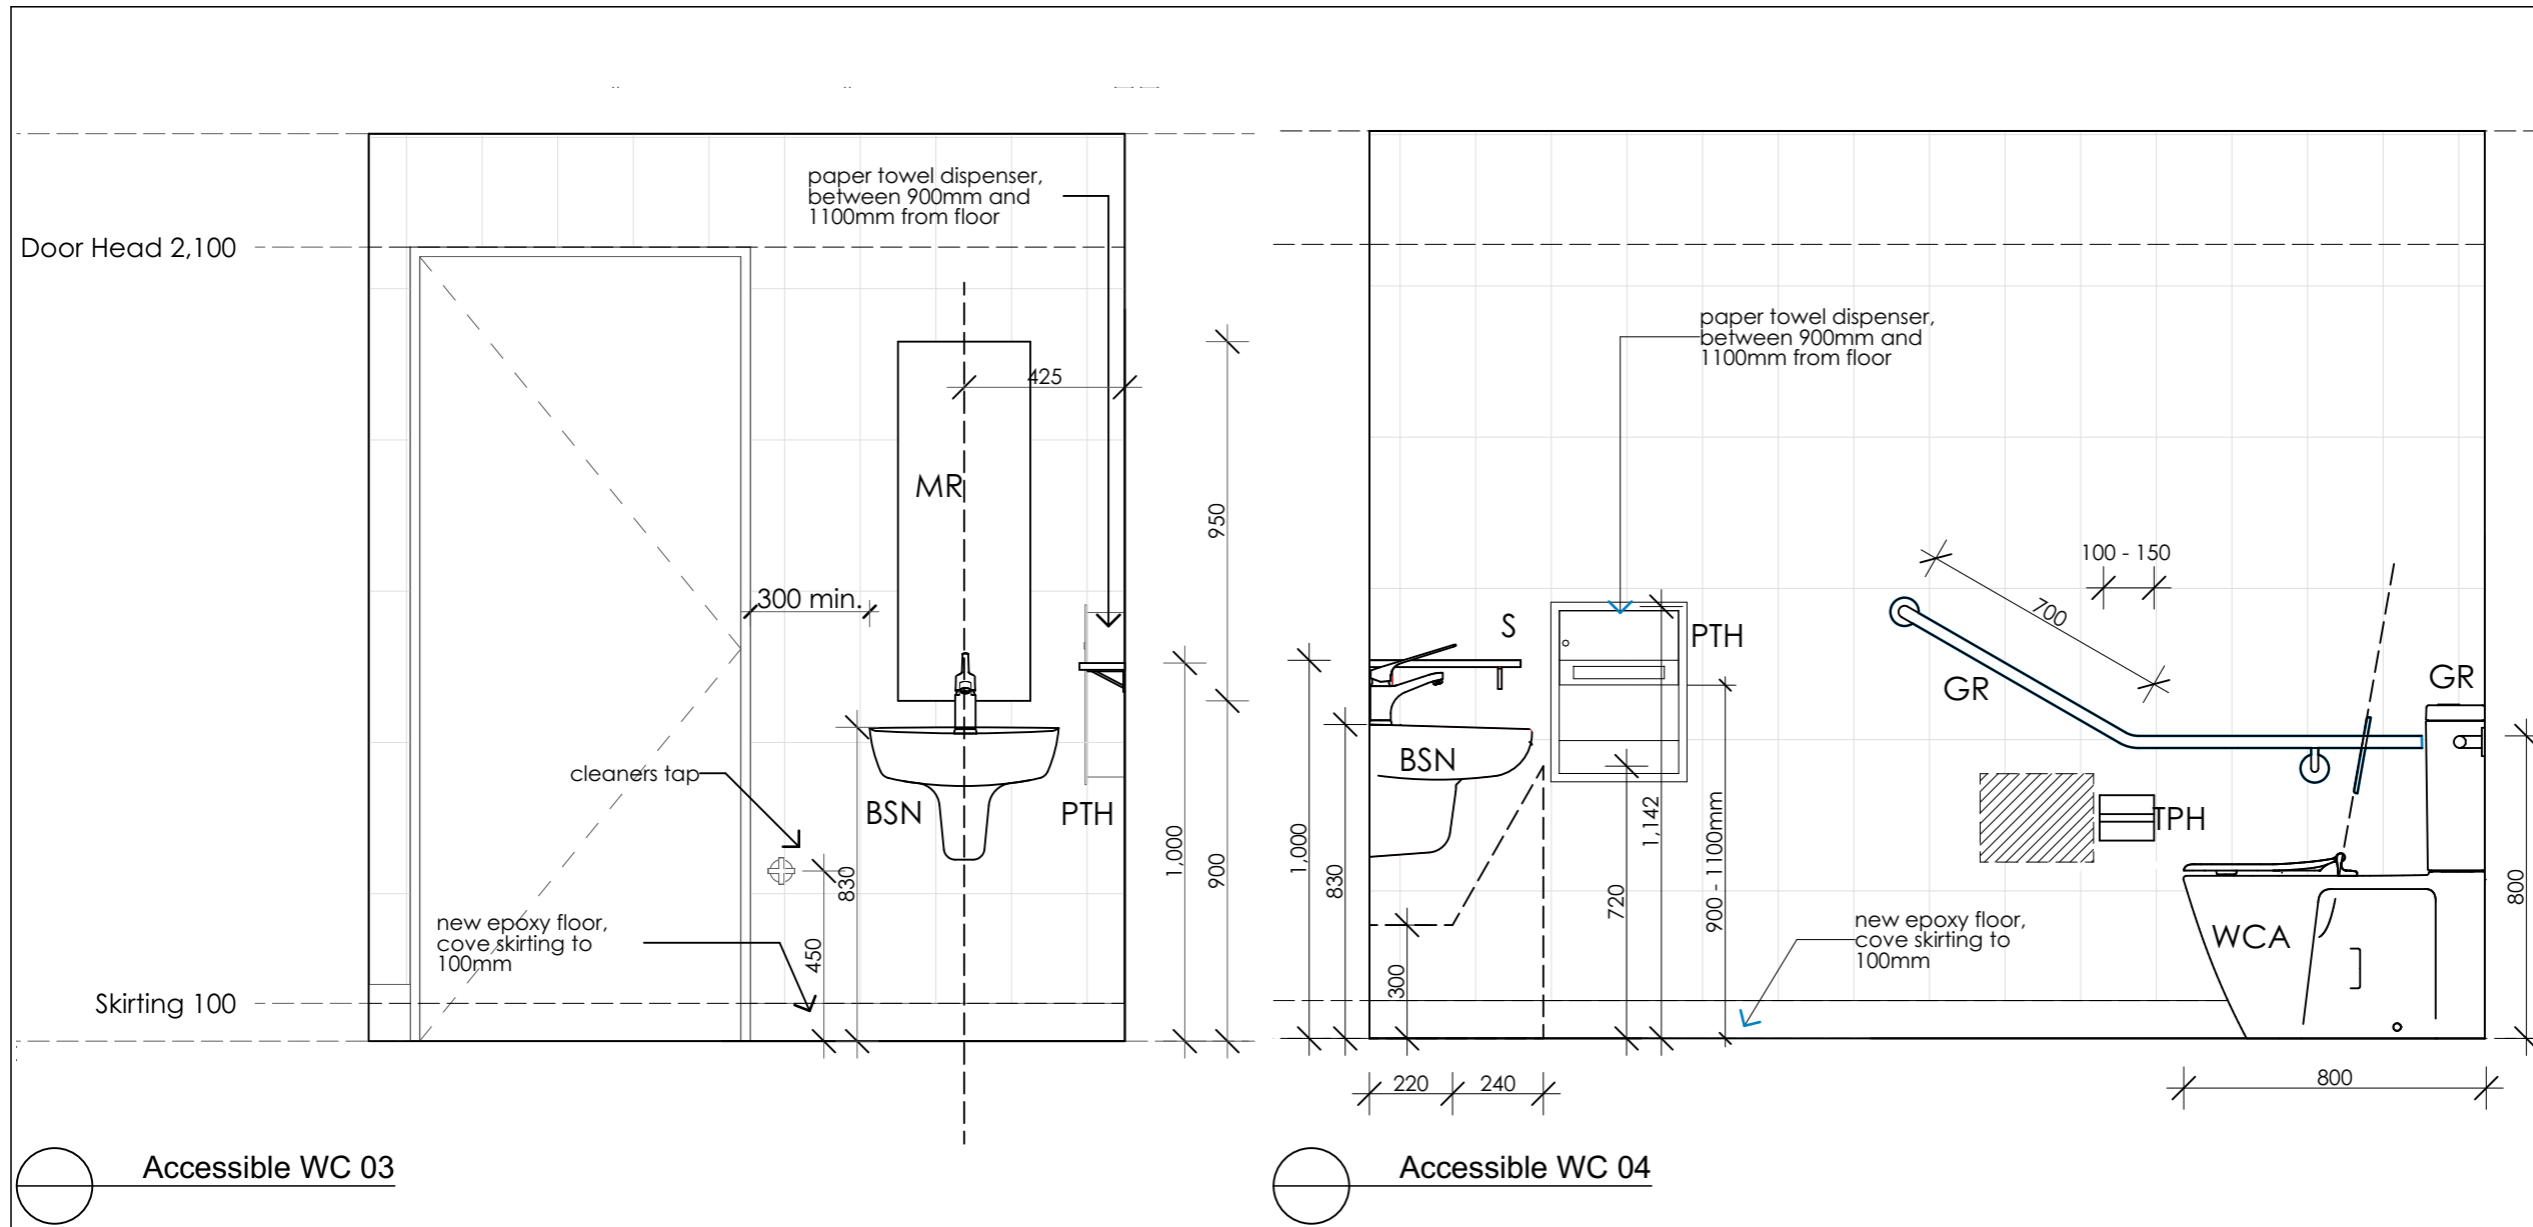 paper towel dispenser,
between 900mm and
1100mm from floor
Door Head 2,100
425
MR
950
300 min.
cleaners tap
BSN
PTH
830
1,000
900
new epoxy floor,
cove skirting to
100mm
450
Skirting 100
Accessible WC 03
paper towel dispenser,
between 900mm and
1100mm from floor
S
PTH
100 - 150
700
GR
GR
BSN
TPH
1,000
830
1,142
900 - 1100mm
720
300
new epoxy floor,
cove skirting to
100mm
WCA
800
220
240
800
Accessible WC 04